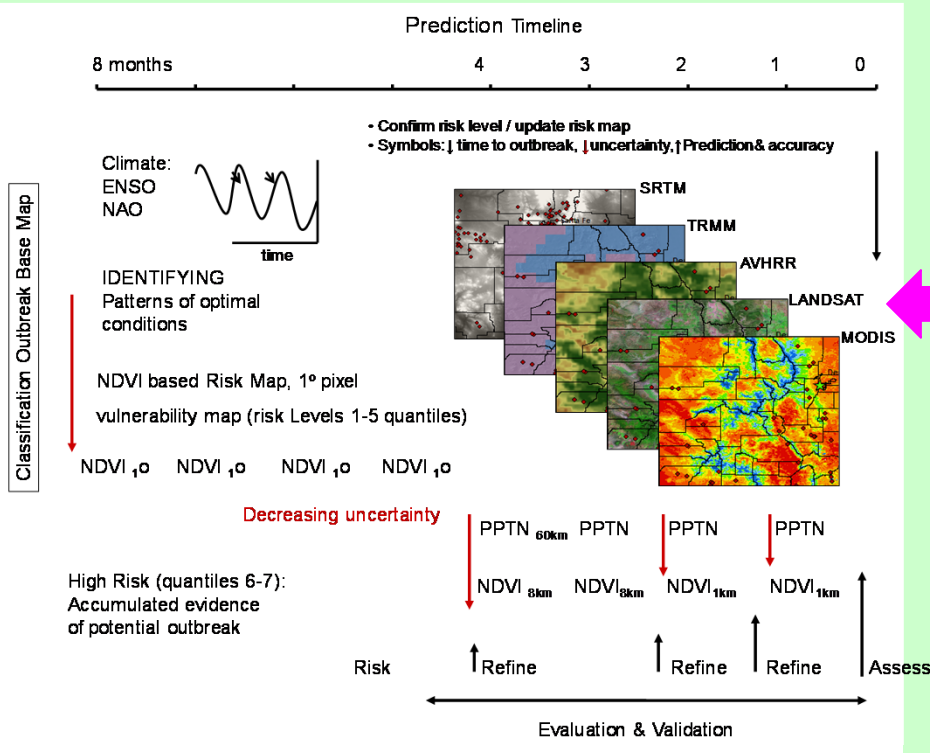 Prediction Timeline
8 months 4 3 2 1 0
• Confirm risk level / update risk map
• Symbols: ↓ time to outbreak, ↓uncertainty,↑Prediction & accuracy
Climate:
ENSO
NAO
time
SRTM
TRMM
AVHRR
LANDSAT
MODIS
Classification Outbreak Base Map
IDENTIFYING
Patterns of optimal
conditions
NDVI based Risk Map, 1º pixel
vulnerability map (risk Levels 1-5 quantiles)
NDVI 1o NDVI 1o NDVI 1o NDVI 1o
Decreasing uncertainty
PPTN 60km PPTN PPTN PPTN
High Risk (quantiles 6-7):
Accumulated evidence
of potential outbreak
NDVI 8km NDVI8km NDVI1km NDVI1km
Risk Refine Refine Refine Assess
Evaluation & Validation